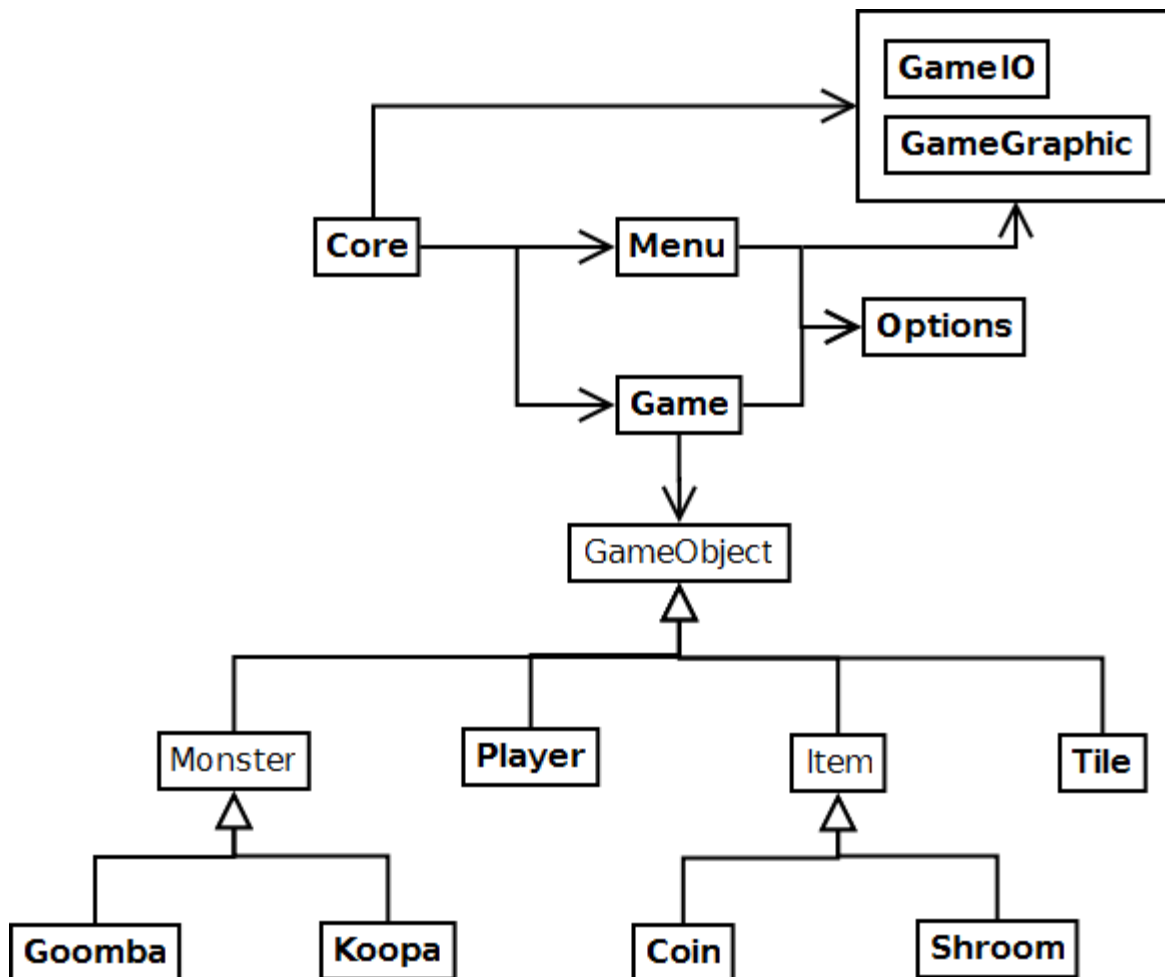 GameIO
GameGraphic
Core
Menu
Options
Game
GameObject
Monster
Player
Item
Tile
Goomba
Koopa
Coin
Shroom